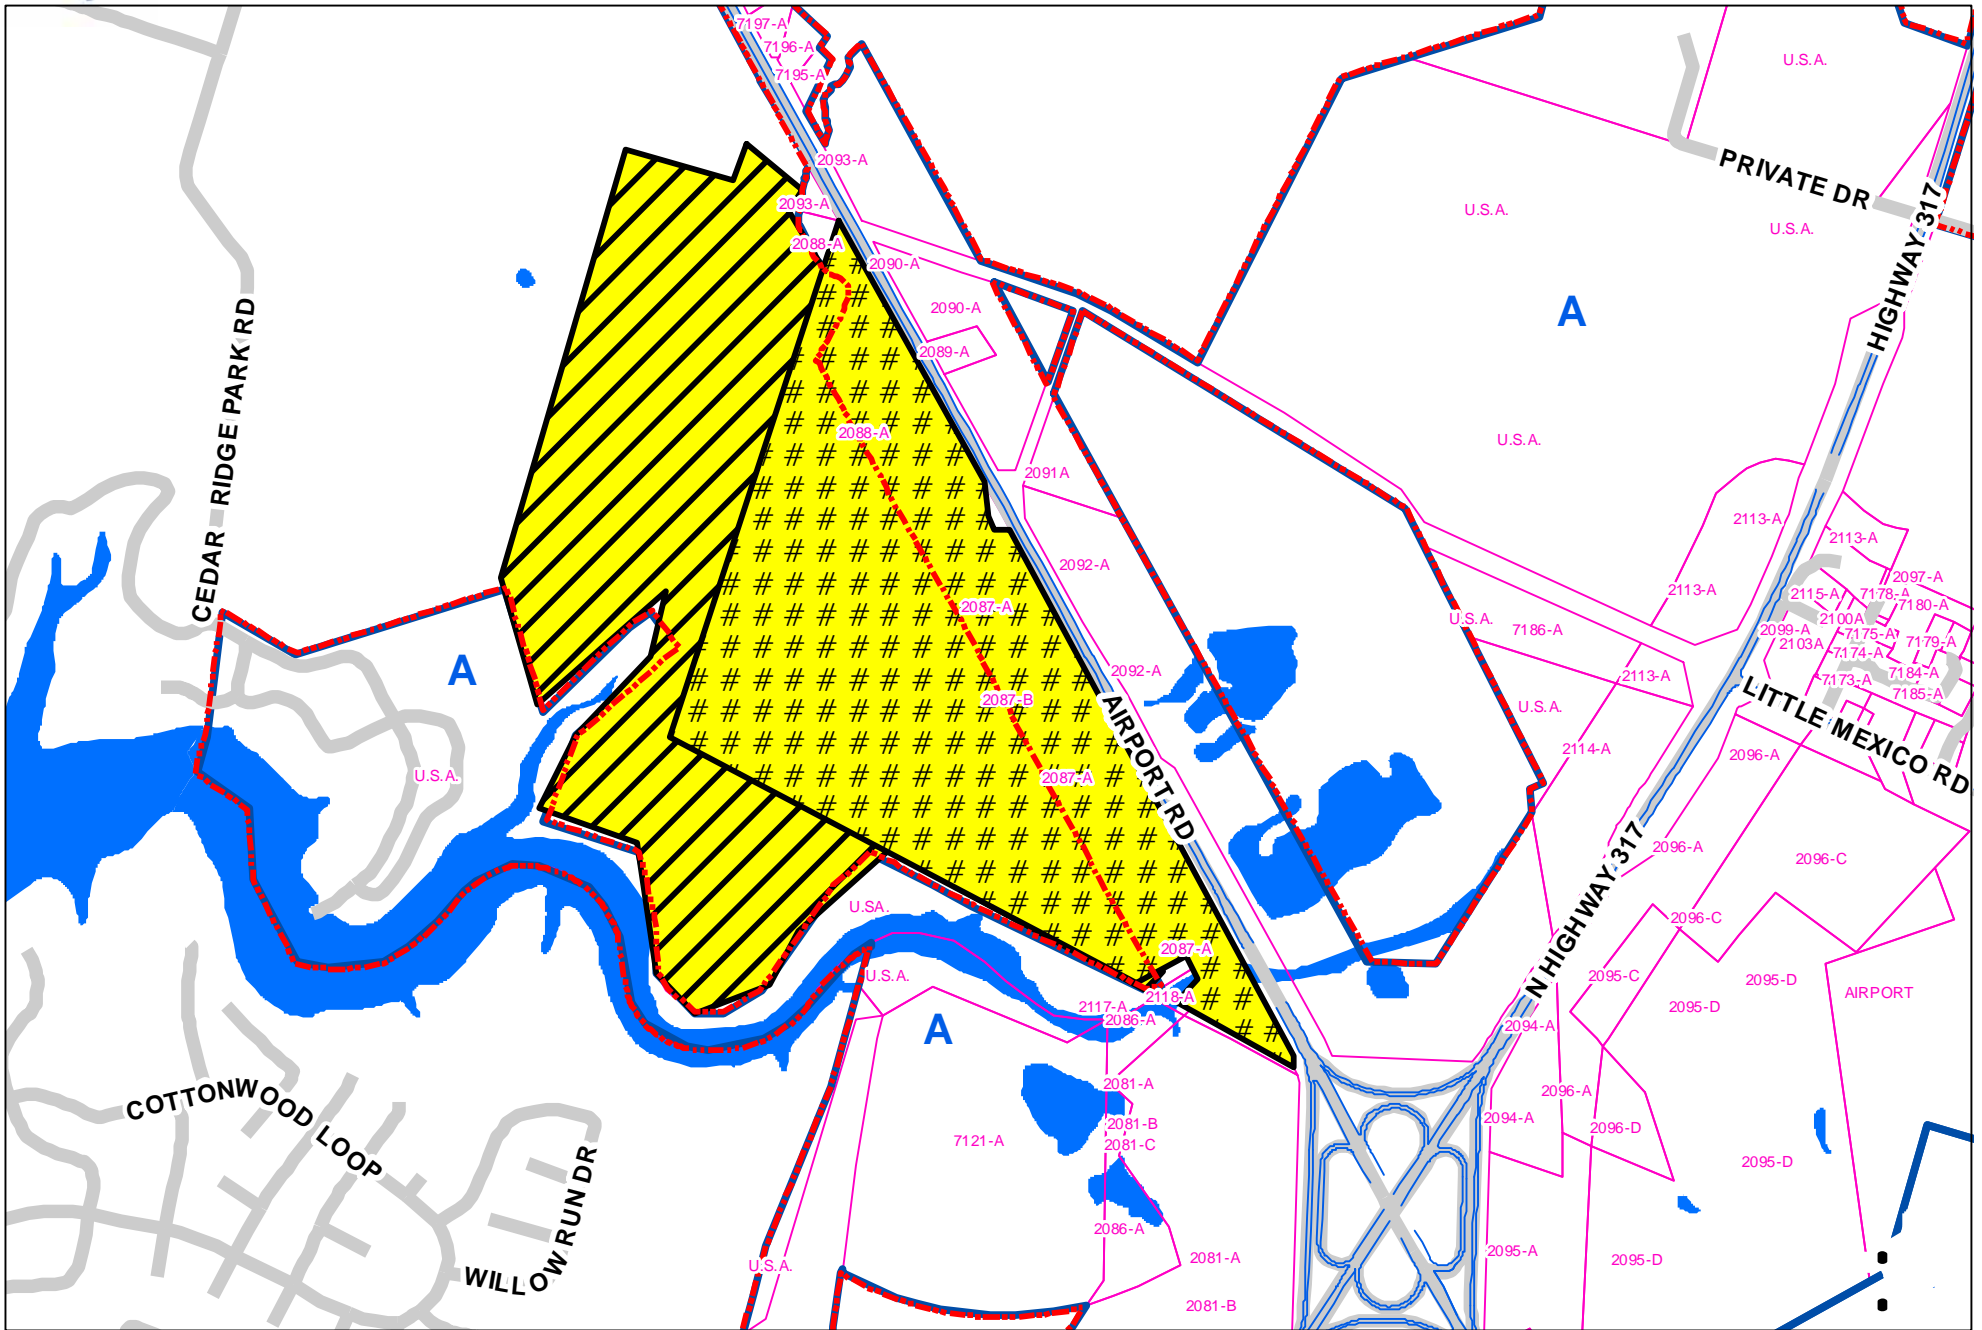 7197-A
7196-A
7195-A
U.S.A.
2093-A
PRIVATE DR
2093-A
U.S.A.
U.S.A.
2088-A
2090-A
HIGHWAY 317
A
2090-A
2089-A
CEDAR RIDGE PARK RD
2088-A
U.S.A.
2091A
2113-A
2113-A
2092-A
2097-A
2113-A
2115-A
7178-A
7180-A
2087-A
U.S.A.
7186-A
2100A
2099-A
7175-A
7179-A
2103A
7174-A
A
2092-A
2113-A
7173-A
7184-A
7185-A
2087-B
U.S.A.
LITTLE MEXICO RD
AIRPORT RD
2114-A
2096-A
U.S.A.
2087-A
2096-A
2096-C
N HIGHWAY 317
U.SA.
2096-C
2087-A
U.S.A.
2095-C
2095-D
AIRPORT
2118-A
2117-A
2095-D
2086-A
A
2094-A
2081-A
2096-A
COTTONWOOD LOOP
2094-A
2081-B
2096-D
7121-A
2081-C
2095-D
WILLOW RUN DR
2086-A
2081-A
2095-A
2095-D
U.S.A.
2081-B